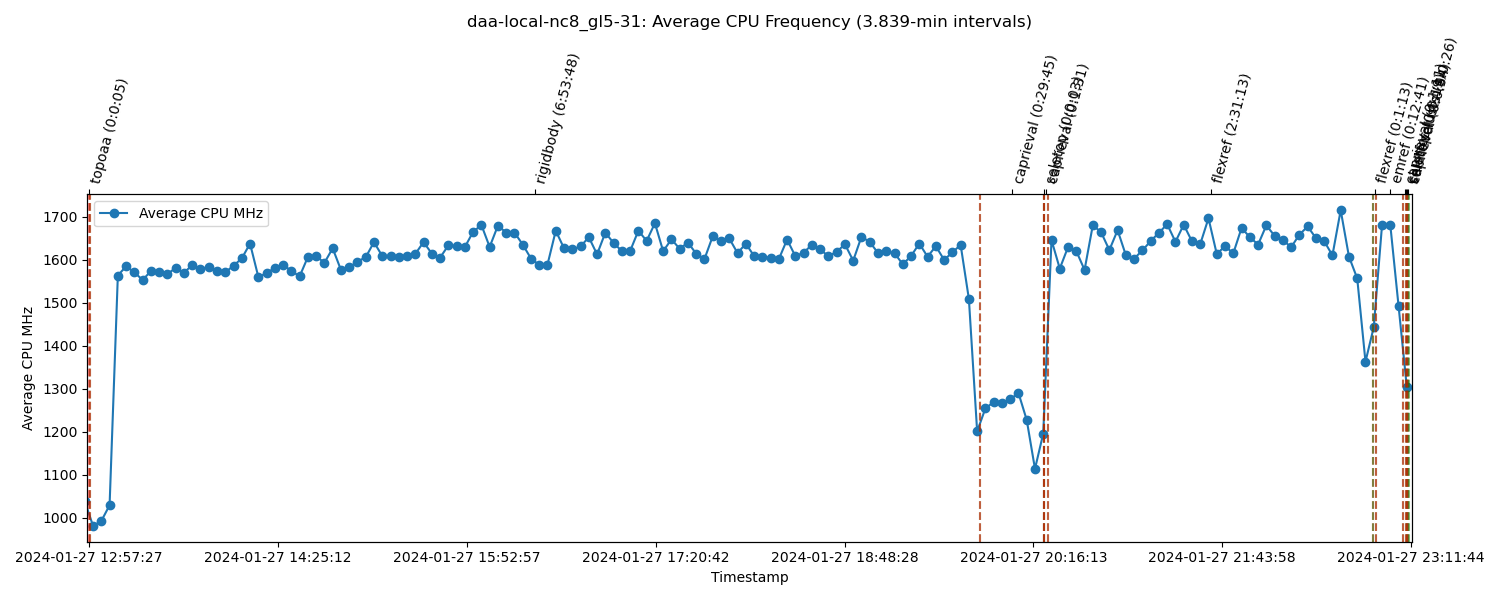 daa-local-nc8_gl5-31: Average CPU Frequency (3.839-min intervals)
topoaa (0:0:05)
rigidbody (6:53:48)
caprieval (0:29:45)
caprieval (0:1:31)
flexref (2:31:13)
flexref (0:1:13)
emref (0:12:41)
Average CPU MHz
1700
1600
1500
1400
1300
1200
1100
1000
Average CPU MHz
2024-01-27 12:57:27
2024-01-27 14:25:12
2024-01-27 15:52:57
2024-01-27 17:20:42
2024-01-27 18:48:28
2024-01-27 20:16:13
2024-01-27 21:43:58
2024-01-27 23:11:44
Timestamp